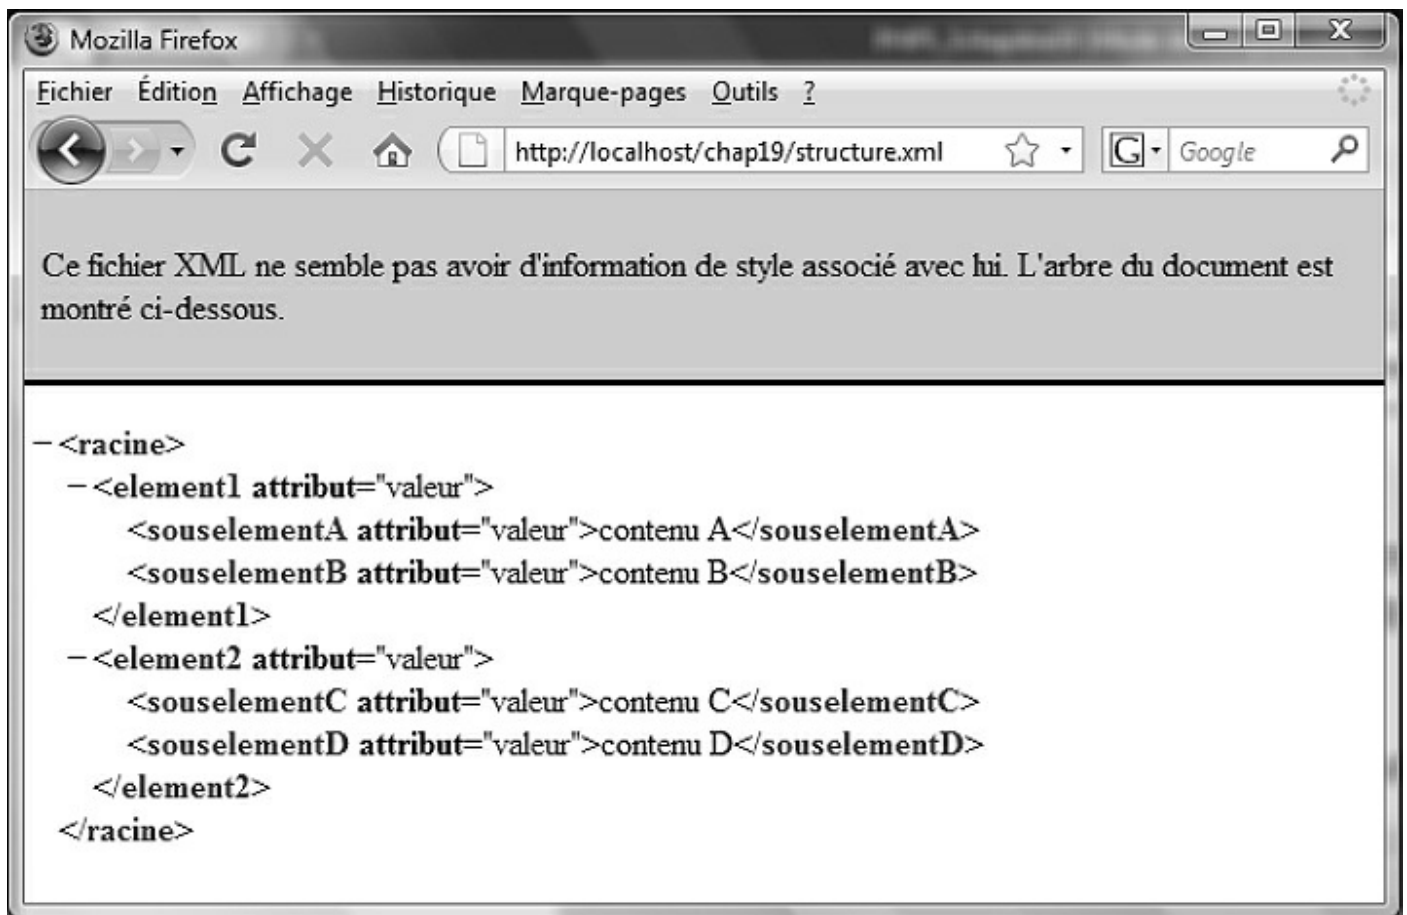 Mozilla Firefox
Fichier Édition Affichage Historique Marque-pages Outils ?
http://localhost/chap19/structure.xml G Google
Ce fichier XML ne semble pas avoir d'information de style associé avec lui. L'arbre du document est
montré ci-dessous.
−<racine>
−<element1 attribut="valeur">
<souselementA attribut="valeur">contenu A</souselementA>
<souselementB attribut="valeur">contenu B</souselementB>
</element1>
−<element2 attribut="valeur">
<souselementC attribut="valeur">contenu C</souselementC>
<souselementD attribut="valeur">contenu D</souselementD>
</element2>
</racine>